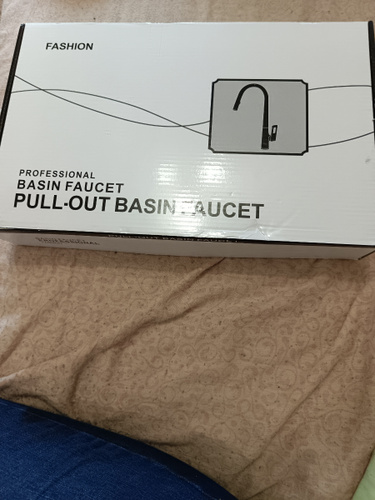 FASHION
PROFESSIONAL
BASIN FAUCET
PULL-OUT BASIN FAUCET